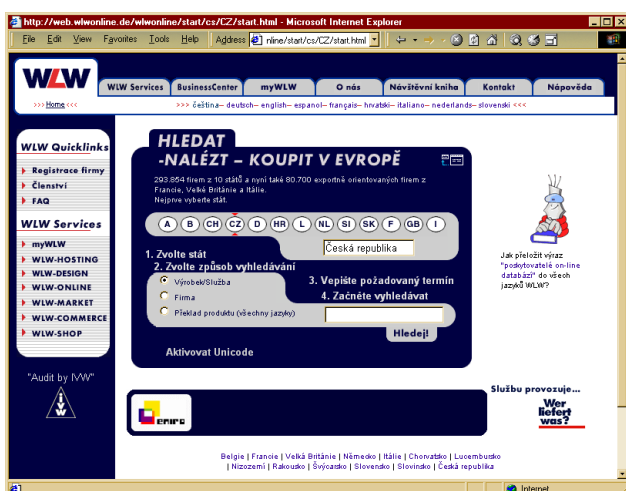 http://web.wlwonline.de/wlwonline/start/cs/CZ/start.html - Microsoft Internet Explorer
File Edit View Favorites Tools Help Address nline/start/cs/CZ/start.html
WLW
WLW Services BusinessCenter myWLW O nás Návštěvní kniha Kontakt Nápověda
>>> Home <<<
>>> čeština– deutsch– english– espanol– français– hrvatski– italiano– nederlands– slovenski <<<
WLW Quicklinks
Registrace firmy
Členství
FAQ
WLW Services
myWLW
WLW-HOSTING
WLW-DESIGN
WLW-ONLINE
WLW-MARKET
WLW-COMMERCE
WLW-SHOP
"Audit by IVW"
HLEDAT
-NALÉZT – KOUPIT V EVROPĚ
293.854 firem z 10 států a nyní také 80.700 exportně orientovaných firem z
Francie, Velké Británie a Itálie.
Nejprve vyberte stát.
A B CH CZ D HR L NL SI SK F GB I
Česká republika
1. Zvolte stát
2. Zvolte způsob vyhledávání
Výrobek/Služba
Firma
Překlad produktu (všechny jazyky)
3. Vepište požadovaný termín
4. Začněte vyhledávat
Hledej!
Aktivovat Unicode
Jak přeložit výraz
"poskytovatelé on-line
databází" do všech
jazyků WLW?
Službu provozuje...
Wer
liefert
was?
Belgie | Francie | Velká Británie | Německo | Itálie | Chorvatsko | Lucembursko
| Nizozemí | Rakousko | Švýcarsko | Slovensko | Slovinsko | Česká republika
Internet